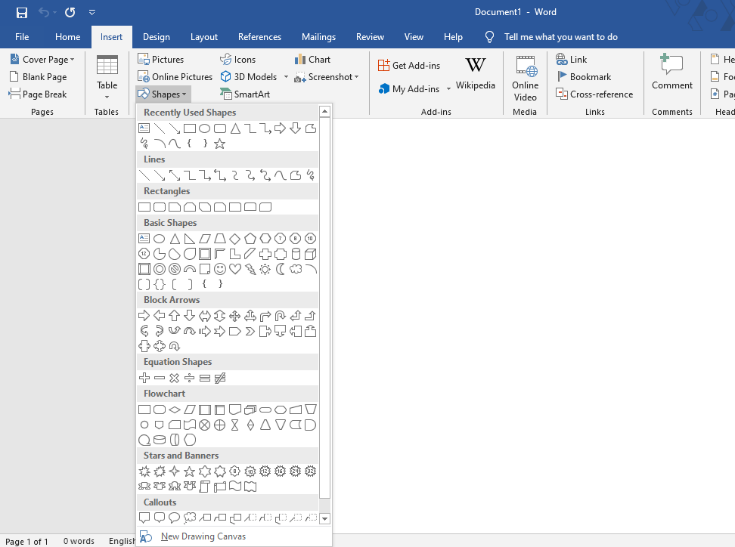 Document1 - Word
File Home Insert Design Layout References Mailings Review View Help Tell me what you want to do
Cover Page
Blank Page
Page Break
Pages
Table
Tables
Pictures
Online Pictures
Shapes
Icons
3D Models
SmartArt
Chart
Screenshot
Get Add-ins
My Add-ins
Wikipedia
Add-ins
Online
Video
Media
Link
Bookmark
Cross-reference
Links
Comment
Comments
He
Foo
Pa
Head
Recently Used Shapes
Lines
Rectangles
Basic Shapes
Block Arrows
Equation Shapes
Flowchart
Stars and Banners
Callouts
New Drawing Canvas
Page 1 of 1 0 words English